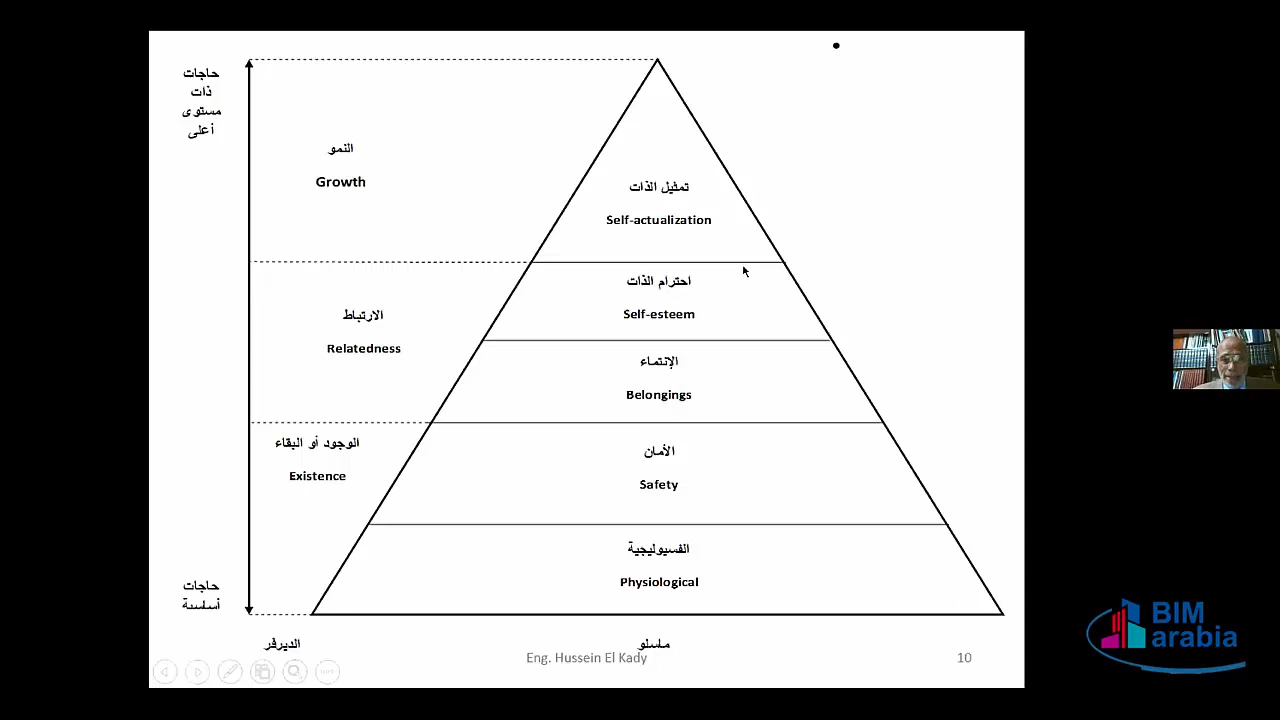 حاجات
ذات
مستوى
أعلى
النمو
Growth
تمثيل الذات
Self-actualization
احترام الذات
Self-esteem
الارتباط
Relatedness
الإنتماء
Belongings
الوجود أو البقاء
Existence
الأمان
Safety
الفسيوليجية
Physiological
حاجات
أساسية
الديرفر
ماسلو
Eng. Hussein El Kady
10
BIM
arabia